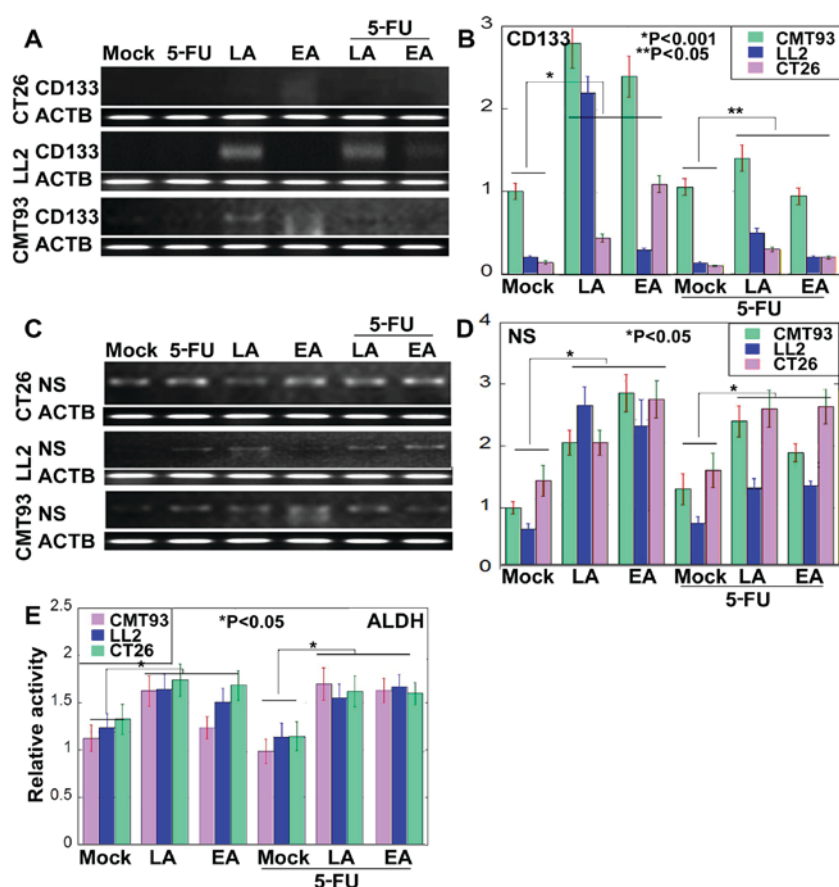 A
5-FU
Mock 5-FU LA EA LA EA
CT26 CD133
ACTB
LL2 CD133
ACTB
CMT93 CD133
ACTB
B
CD133
*P<0.001
**P<0.05
CMT93
LL2
CT26
3
2
1
0
*
**
Mock LA EA Mock LA EA
5-FU
C
5-FU
Mock 5-FU LA EA LA EA
CT26 NS
ACTB
LL2 NS
ACTB
CMT93 NS
ACTB
D
NS
*P<0.05
CMT93
LL2
CT26
4
3
2
1
0
*
*
Mock LA EA Mock LA EA
5-FU
E
CMT93
LL2
CT26
*P<0.05
ALDH
Relative activity
2.5
2
1.5
1
0.5
0
*
*
Mock LA EA Mock LA EA
5-FU